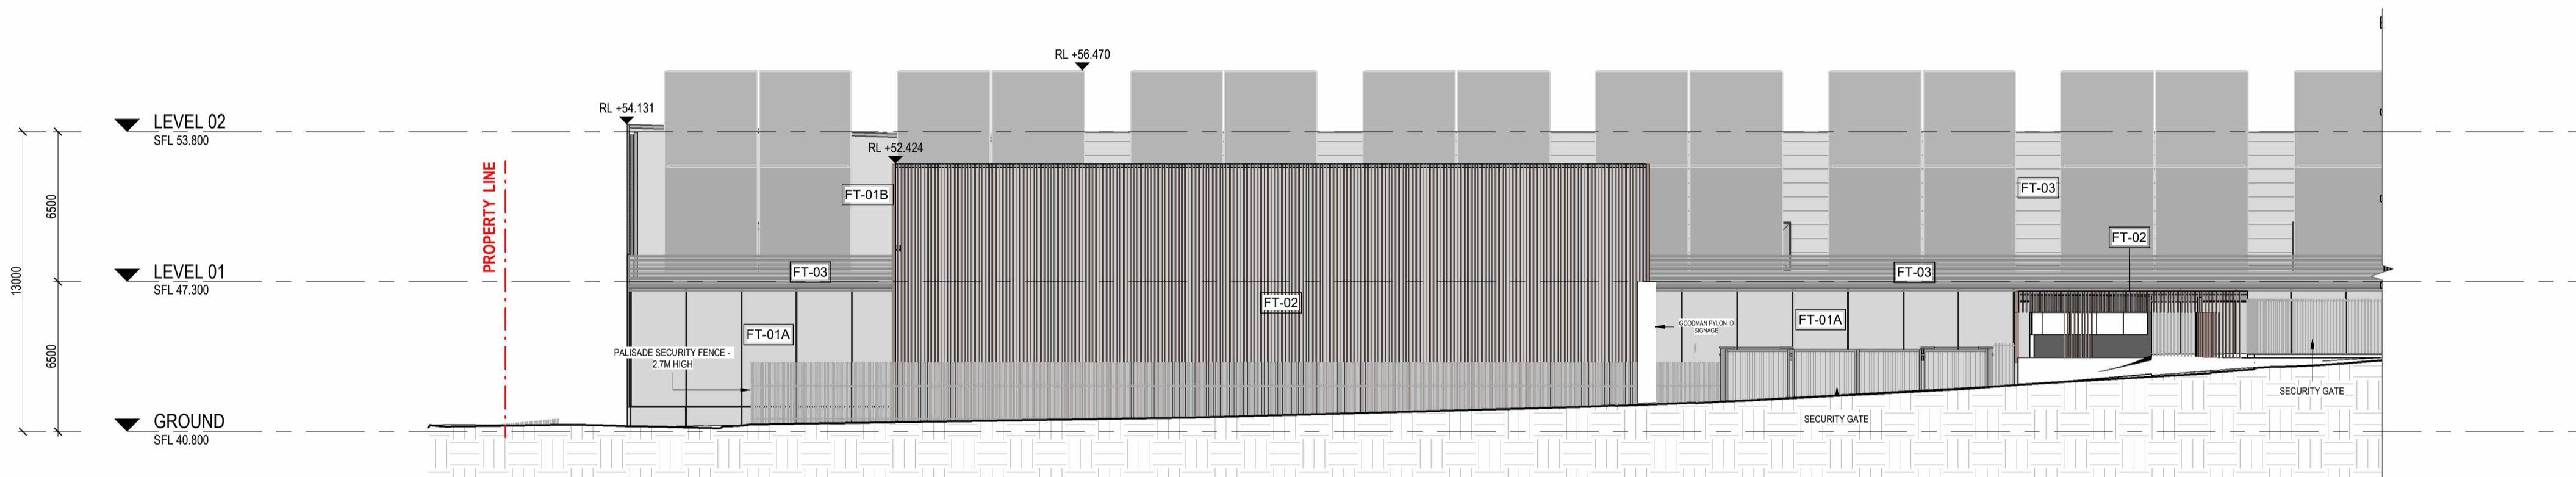 RL +56.470
RL +54.131
LEVEL 02
SFL 53.800
RL +52.424
PROPERTY LINE
FT-01B
FT-03
6500
FT-02
LEVEL 01
SFL 47.300
FT-03
FT-03
13000
FT-02
FT-01A
FT-01A
GOODMAN PYLON ID
SIGNAGE
PALISADE SECURITY FENCE -
2.7M HIGH
6500
SECURITY GATE
SECURITY GATE
GROUND
SFL 40.800